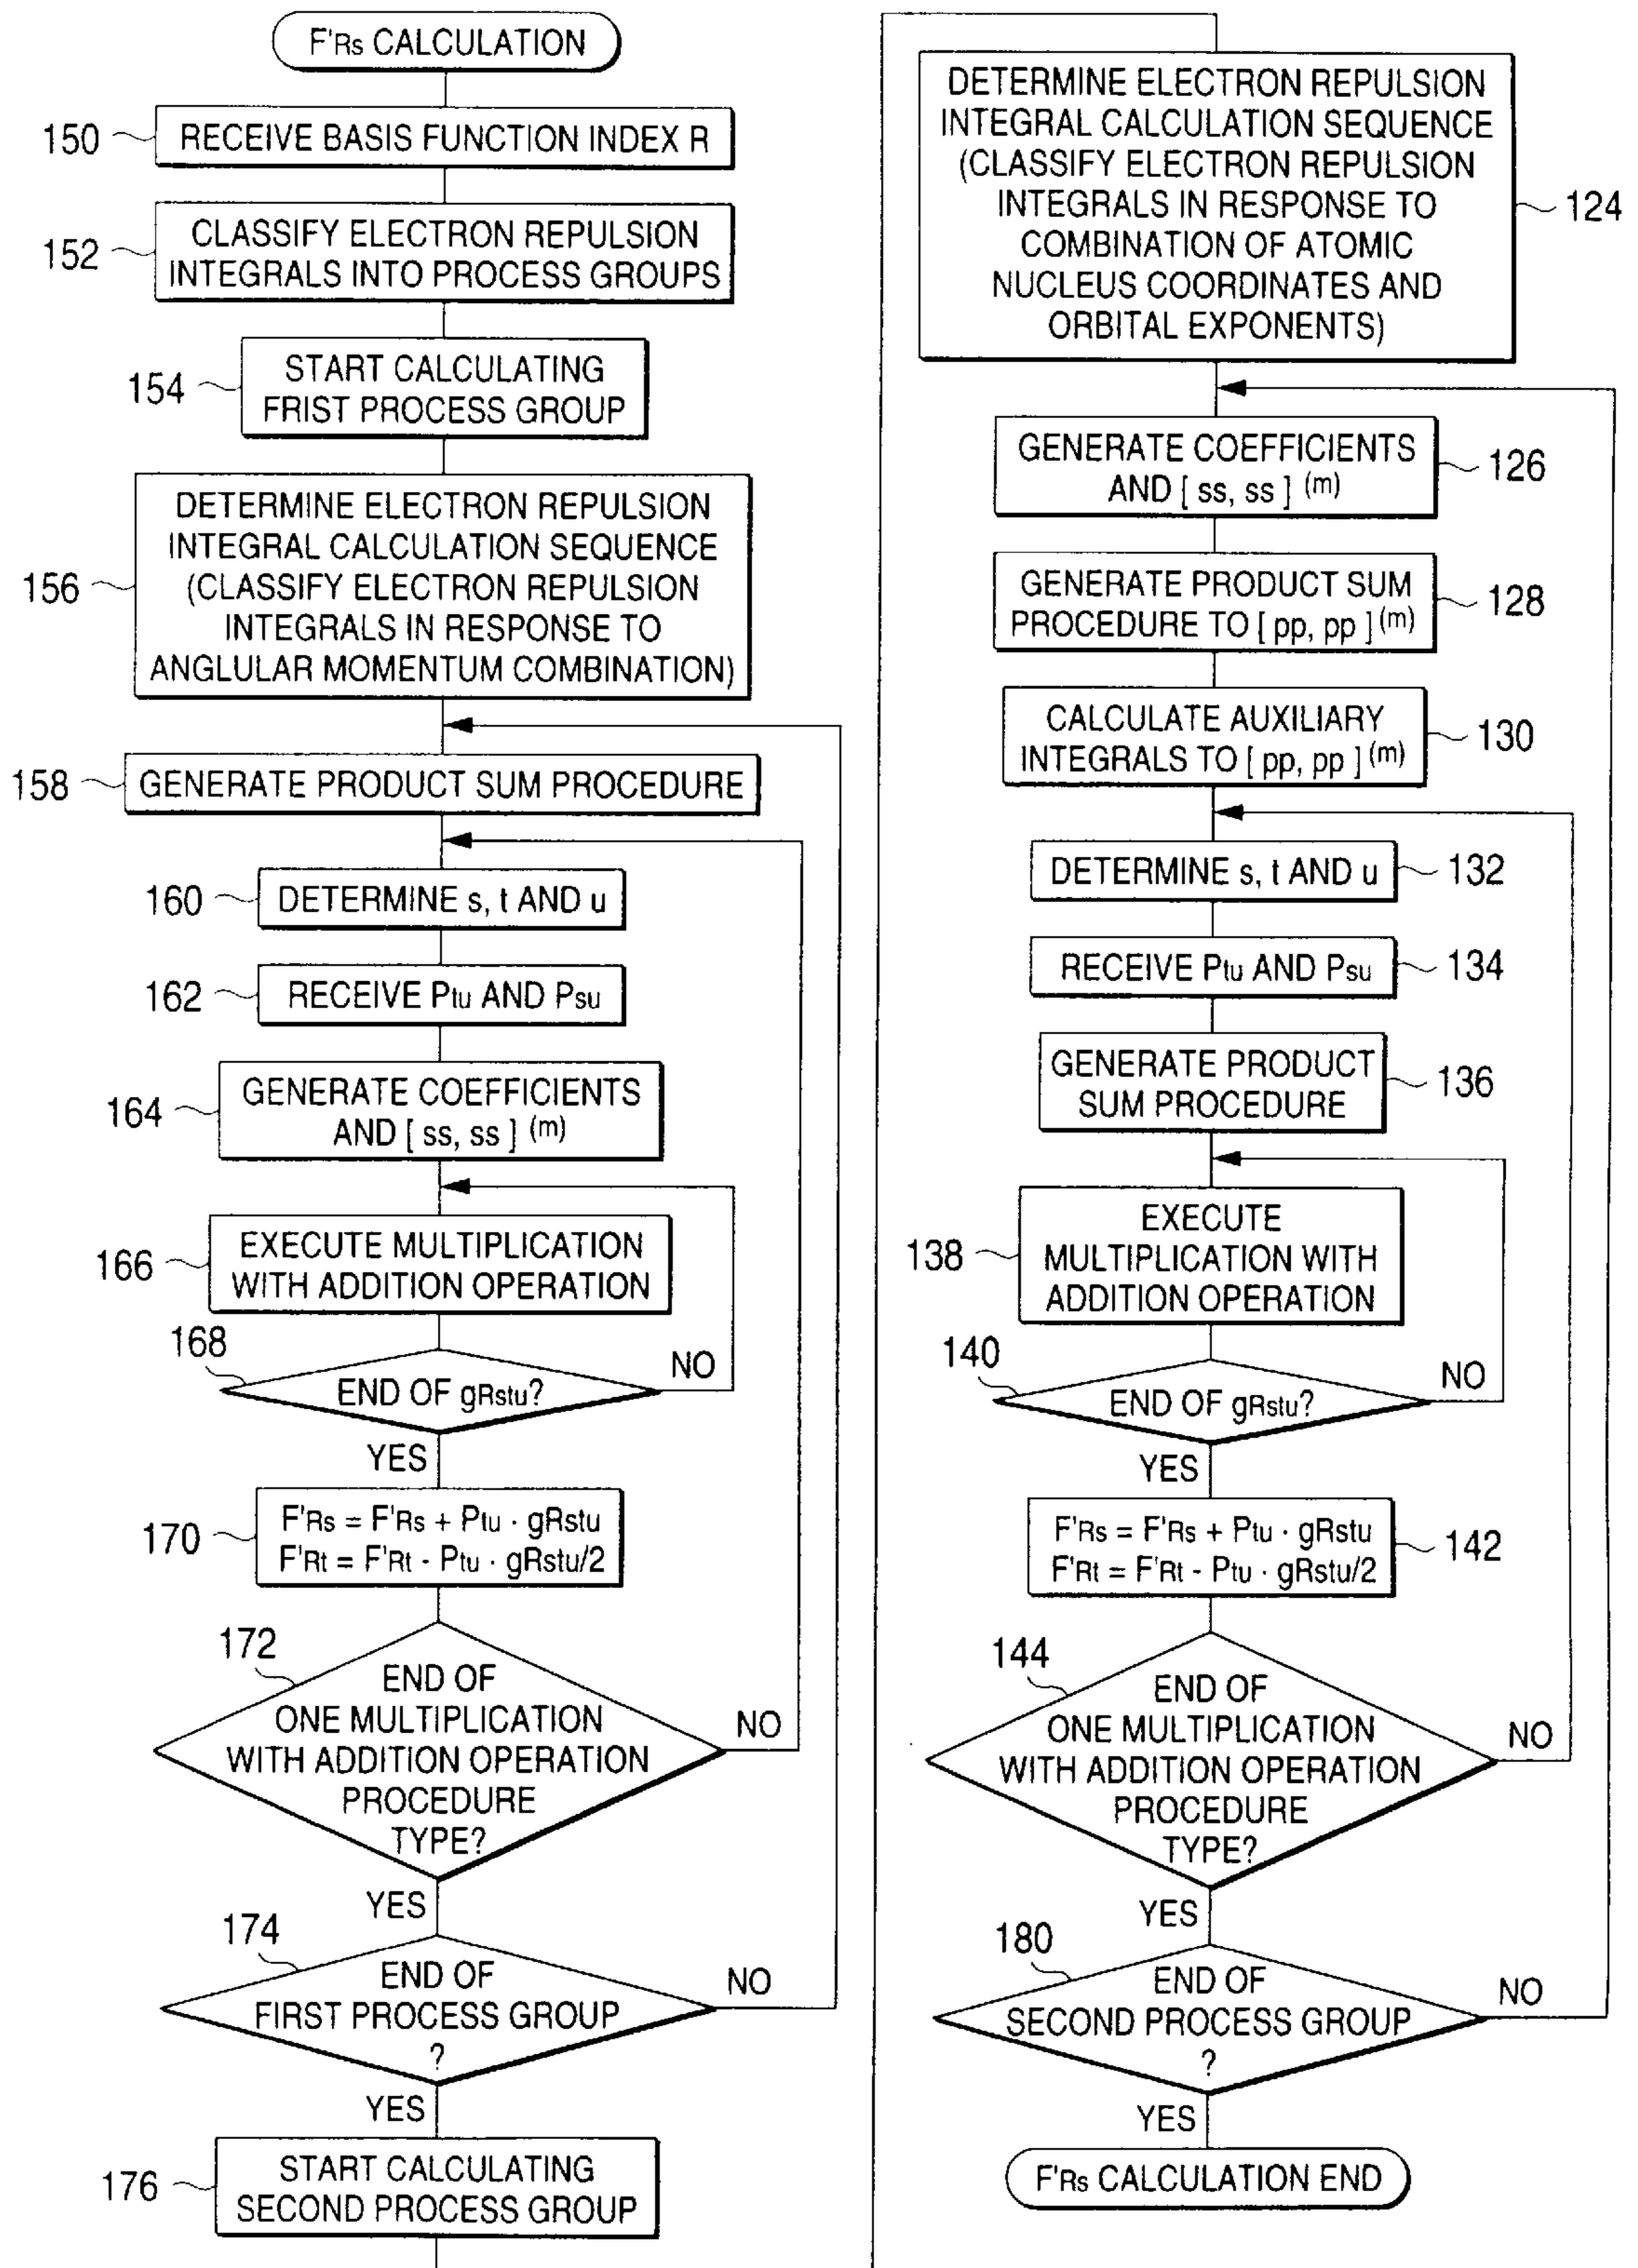 F'Rs CALCULATION
150
RECEIVE BASIS FUNCTION INDEX R
152
CLASSIFY ELECTRON REPULSION
INTEGRALS INTO PROCESS GROUPS
154
START CALCULATING
FRIST PROCESS GROUP
156
DETERMINE ELECTRON REPULSION
INTEGRAL CALCULATION SEQUENCE
(CLASSIFY ELECTRON REPULSION
INTEGRALS IN RESPONSE TO
ANGLULAR MOMENTUM COMBINATION)
158
GENERATE PRODUCT SUM PROCEDURE
160
DETERMINE s, t AND u
162
RECEIVE Ptu AND Psu
164
GENERATE COEFFICIENTS
AND [ ss, ss ] (m)
166
EXECUTE MULTIPLICATION
WITH ADDITION OPERATION
168
END OF gRstu?
NO
YES
170
F'Rs = F'Rs + Ptu · gRstu
F'Rt = F'Rt - Ptu · gRstu/2
172
END OF
ONE MULTIPLICATION
WITH ADDITION OPERATION
PROCEDURE
TYPE?
NO
YES
174
END OF
FIRST PROCESS GROUP
?
NO
YES
176
START CALCULATING
SECOND PROCESS GROUP
DETERMINE ELECTRON REPULSION
INTEGRAL CALCULATION SEQUENCE
(CLASSIFY ELECTRON REPULSION
INTEGRALS IN RESPONSE TO
COMBINATION OF ATOMIC
NUCLEUS COORDINATES AND
ORBITAL EXPONENTS)
124
GENERATE COEFFICIENTS
AND [ ss, ss ] (m)
126
GENERATE PRODUCT SUM
PROCEDURE TO [ pp, pp ] (m)
128
CALCULATE AUXILIARY
INTEGRALS TO [ pp, pp ] (m)
130
DETERMINE s, t AND u
132
RECEIVE Ptu AND Psu
134
GENERATE PRODUCT
SUM PROCEDURE
136
138
EXECUTE
MULTIPLICATION WITH
ADDITION OPERATION
140
END OF gRstu?
NO
YES
F'Rs = F'Rs + Ptu · gRstu
F'Rt = F'Rt - Ptu · gRstu/2
142
144
END OF
ONE MULTIPLICATION
WITH ADDITION OPERATION
PROCEDURE
TYPE?
NO
YES
180
END OF
SECOND PROCESS GROUP
?
NO
YES
F'Rs CALCULATION END